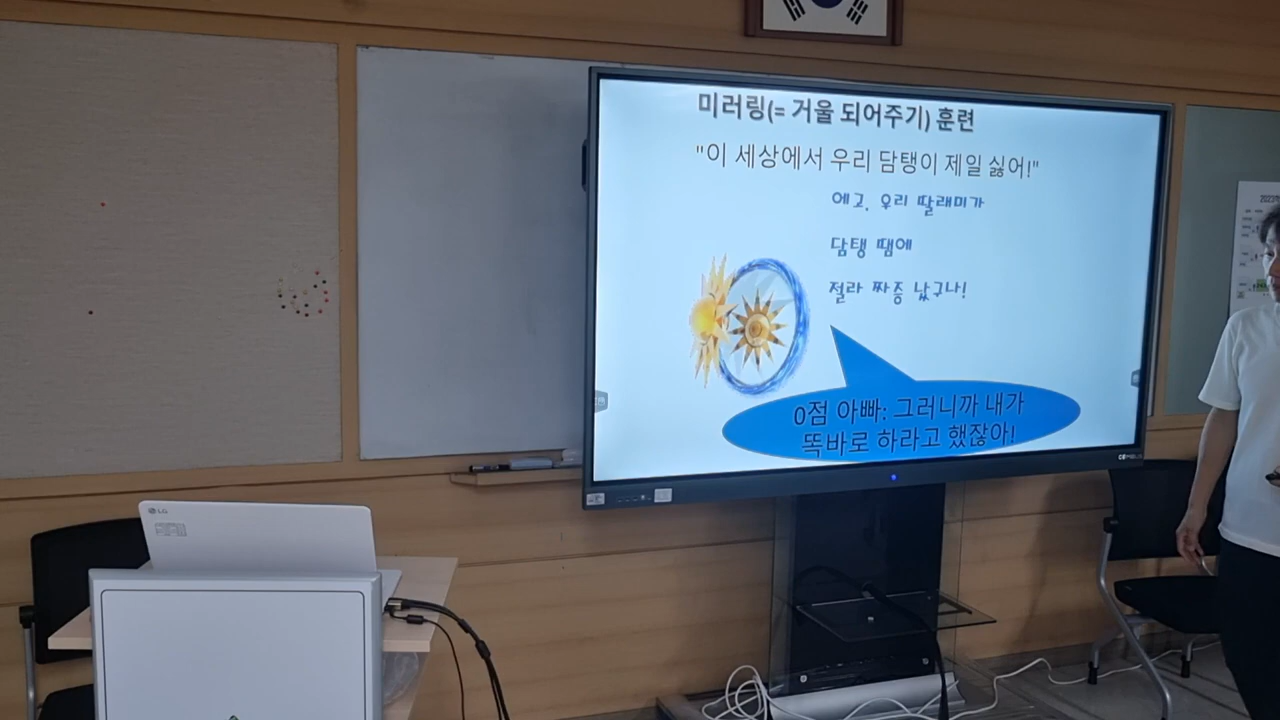 미러링(= 거울 되어주기) 훈련
"이 세상에서 우리 담탱이 제일 싫어!"
에고, 우리 딸래미가
담탱 땜에
절라 짜증 났구나!
0점 아빠: 그러니까 내가
똑바로 하라고 했잖아!
LG